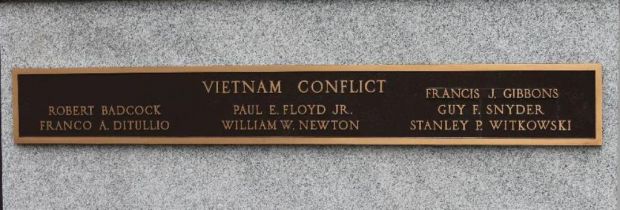 VIETNAM CONFLICT
ROBERT BADCOCK
FRANCO A. DITULLIO
PAUL E. FLOYD JR.
WILLIAM W. NEWTON
FRANCIS J. GIBBONS
GUY F. SNYDER
STANLEY P. WITKOWSKI